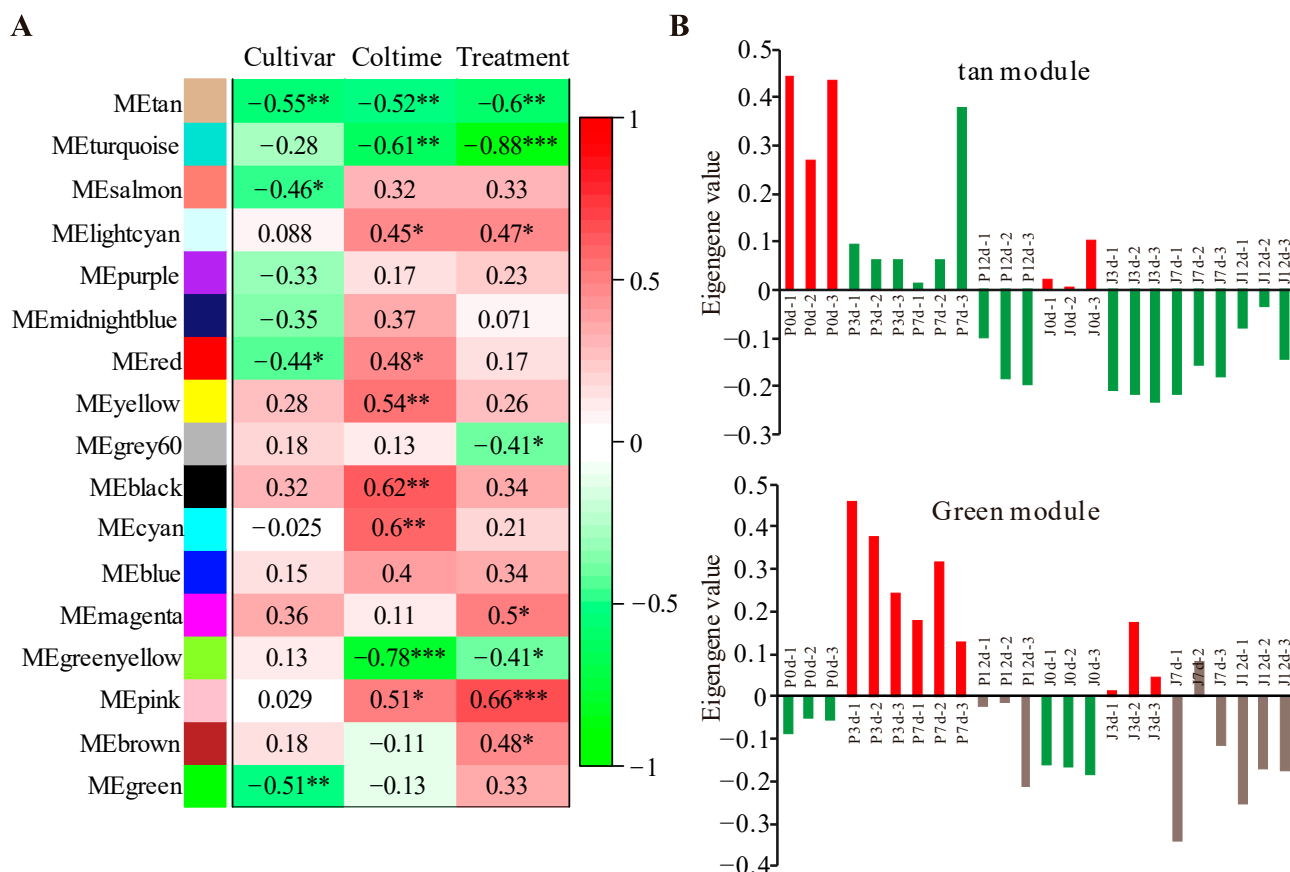 A
Cultivar Coltime Treatment
MEtan −0.55** −0.52** −0.6**
MEturquoise −0.28 −0.61** −0.88***
MEsalmon −0.46* 0.32 0.33
MElightcyan 0.088 0.45* 0.47*
MEpurple −0.33 0.17 0.23
MEmidnightblue −0.35 0.37 0.071
MEred −0.44* 0.48* 0.17
MEyellow 0.28 0.54** 0.26
MEgrey60 0.18 0.13 −0.41*
MEblack 0.32 0.62** 0.34
MEcyan −0.025 0.6** 0.21
MEblue 0.15 0.4 0.34
MEmagenta 0.36 0.11 0.5*
MEgreenyellow 0.13 −0.78*** −0.41*
MEpink 0.029 0.51* 0.66***
MEbrown 0.18 −0.11 0.48*
MEgreen −0.51** −0.13 0.33
1
0.5
0
−0.5
−1
B
tan module
Eigengene value
0.5
0.4
0.3
0.2
0.1
0
−0.1
−0.2
−0.3
P0d-1 P0d-2 P0d-3 P3d-1 P3d-2 P3d-3 P7d-1 P7d-2 P7d-3 P12d-1 P12d-2 P12d-3 J0d-1 J0d-2 J0d-3 J3d-1 J3d-2 J3d-3 J7d-1 J7d-2 J7d-3 J12d-1 J12d-2 J12d-3
Green module
Eigengene value
0.5
0.4
0.3
0.2
0.1
0
−0.1
−0.2
−0.3
−0.4
P0d-1 P0d-2 P0d-3 P3d-1 P3d-2 P3d-3 P7d-1 P7d-2 P7d-3 P12d-1 P12d-2 P12d-3 J0d-1 J0d-2 J0d-3 J3d-1 J3d-2 J3d-3 J7d-1 J7d-2 J7d-3 J12d-1 J12d-2 J12d-3